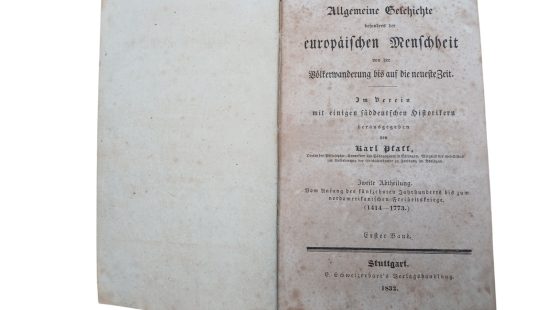 Allgemeine Geschichte
besonders der
europäischen Menschheit
von der
Völkerwanderung bis auf die neueste Zeit.
Im Verein
mit einigen süddeutschen Historikern
herausgegeben
von
Karl Pfaff,
Zweite Abtheilung.
Vom Anfang des fünfzehnten Jahrhunderts bis zum
nordamerikanischen Freiheitskriege.
(1414—1773.)
Erster Band.
Stuttgart.
E. Schweizerbart's Verlagshandlung.
1832.